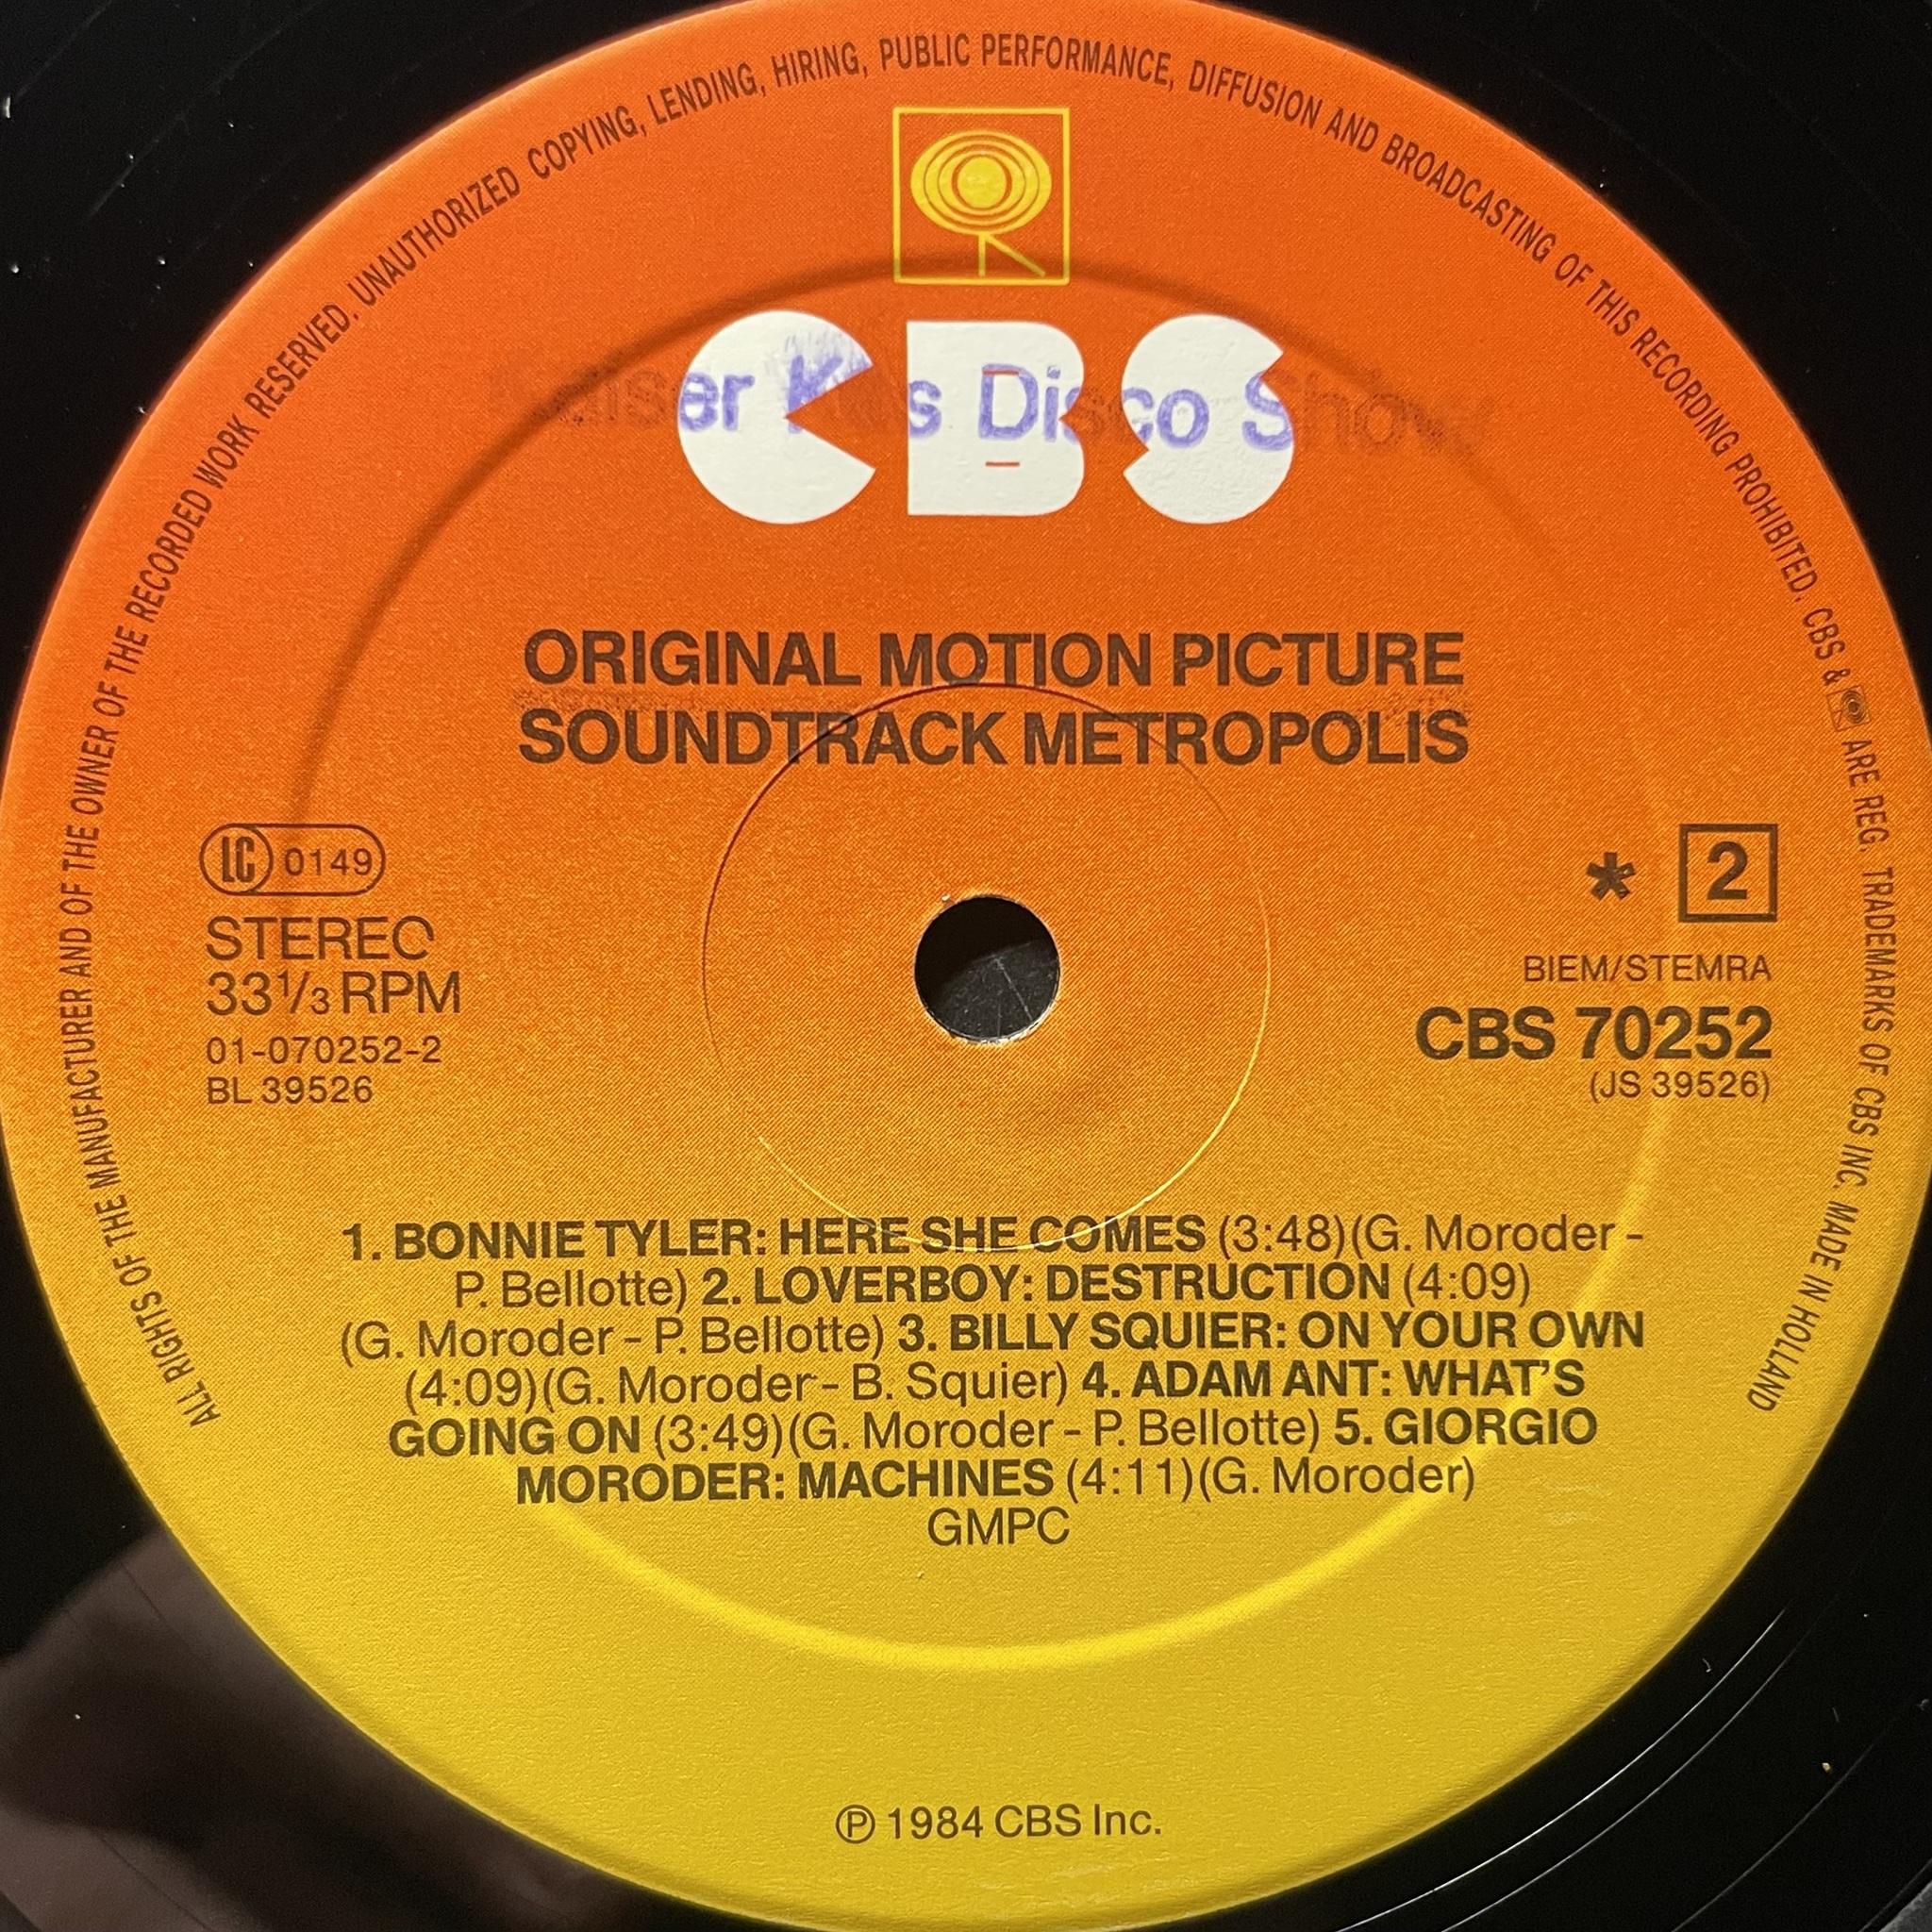 ALL RIGHTS OF THE MANUFACTURER AND OF THE OWNER OF THE RECORDED WORK RESERVED. UNAUTHORIZED COPYING, LENDING, HIRING, PUBLIC PERFORMANCE, DIFFUSION AND BROADCASTING OF THIS RECORDING PROHIBITED. CBS & ARE REG. TRADEMARKS OF CBS INC. MADE IN HOLLAND
CBS
Disco Show
ORIGINAL MOTION PICTURE
SOUNDTRACK METROPOLIS
LC 0149
STEREO
33 1/3 RPM
01-070252-2
BL 39526
* 2
BIEM/STEMRA
CBS 70252
(JS 39526)
1. BONNIE TYLER: HERE SHE COMES (3:48)(G. Moroder -
P. Bellotte) 2. LOVERBOY: DESTRUCTION (4:09)
(G. Moroder - P. Bellotte) 3. BILLY SQUIER: ON YOUR OWN
(4:09)(G. Moroder - B. Squier) 4. ADAM ANT: WHAT'S
GOING ON (3:49)(G. Moroder - P. Bellotte) 5. GIORGIO
MORODER: MACHINES (4:11)(G. Moroder)
GMPC
Ⓟ 1984 CBS Inc.